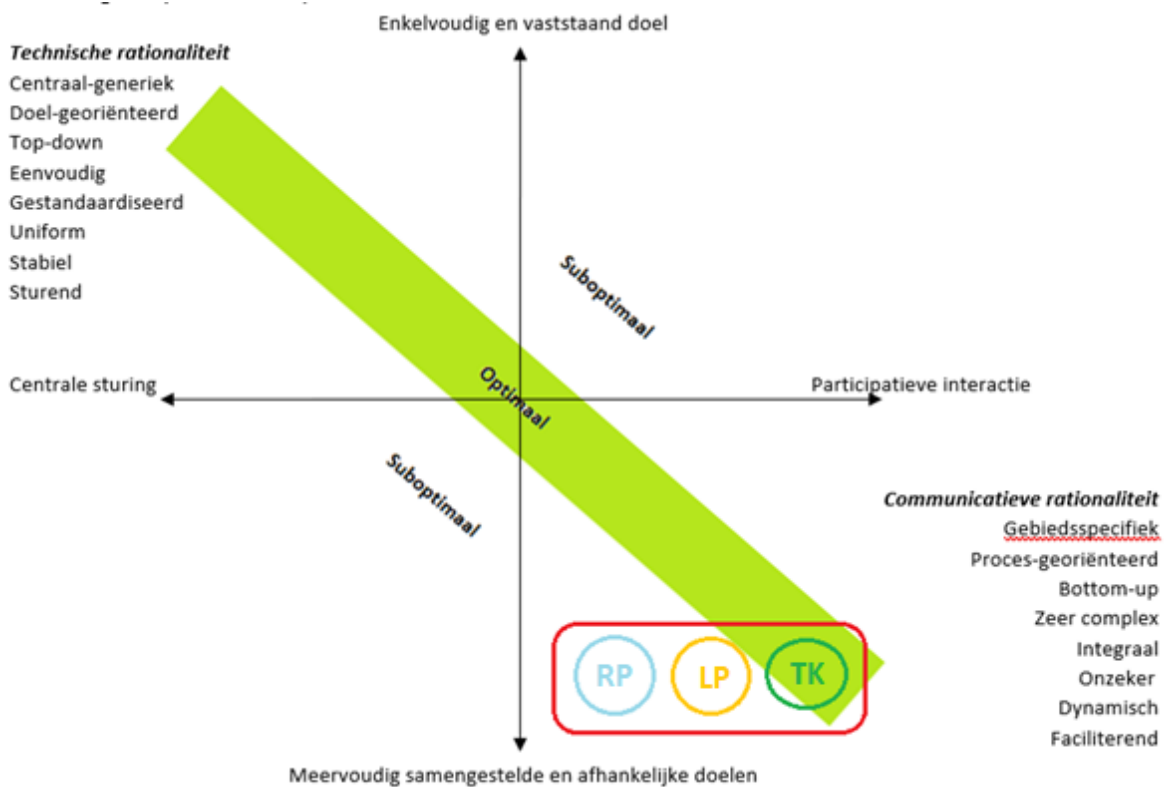 Enkelvoudig en vaststaand doel
Technische rationaliteit
Centraal-generiek
Doel-georiënteerd
Top-down
Eenvoudig
Gestandaardiseerd
Uniform
Stabiel
Sturend
Suboptimaal
Optimaal
Centrale sturing
Participatieve interactie
Suboptimaal
Communicatieve rationaliteit
Gebiedsspecifiek
Proces-georiënteerd
Bottom-up
Zeer complex
Integraal
Onzeker
Dynamisch
Faciliterend
RP LP TK
Meervoudig samengestelde en afhankelijke doelen